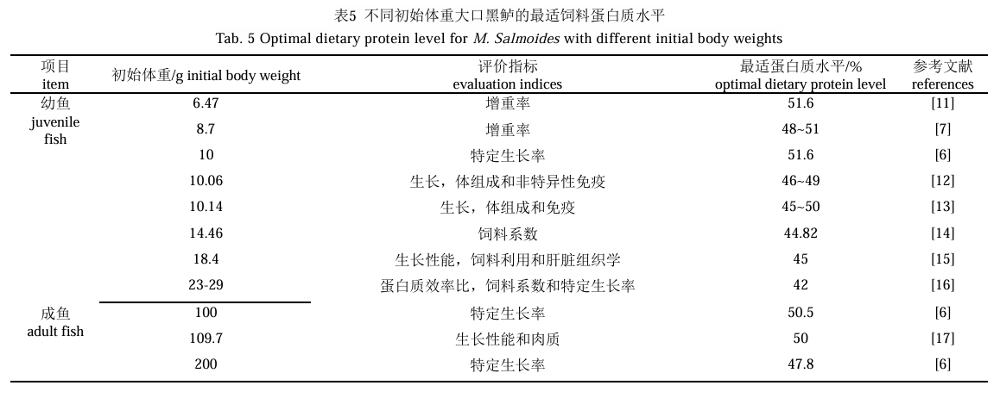 表5 不同初始体重大口黑鲈的最适饲料蛋白质水平
Tab. 5 Optimal dietary protein level for M. Salmoides with different initial body weights
项目 item 初始体重/g initial body weight 评价指标 evaluation indices 最适蛋白质水平/% optimal dietary protein level 参考文献 references
幼鱼 juvenile fish 6.47 增重率 51.6 [11]
8.7 增重率 48~51 [7]
10 特定生长率 51.6 [6]
10.06 生长，体组成和非特异性免疫 46~49 [12]
10.14 生长，体组成和免疫 45~50 [13]
14.46 饲料系数 44.82 [14]
18.4 生长性能，饲料利用和肝脏组织学 45 [15]
23-29 蛋白质效率比，饲料系数和特定生长率 42 [16]
成鱼 adult fish 100 特定生长率 50.5 [6]
109.7 生长性能和肉质 50 [17]
200 特定生长率 47.8 [6]